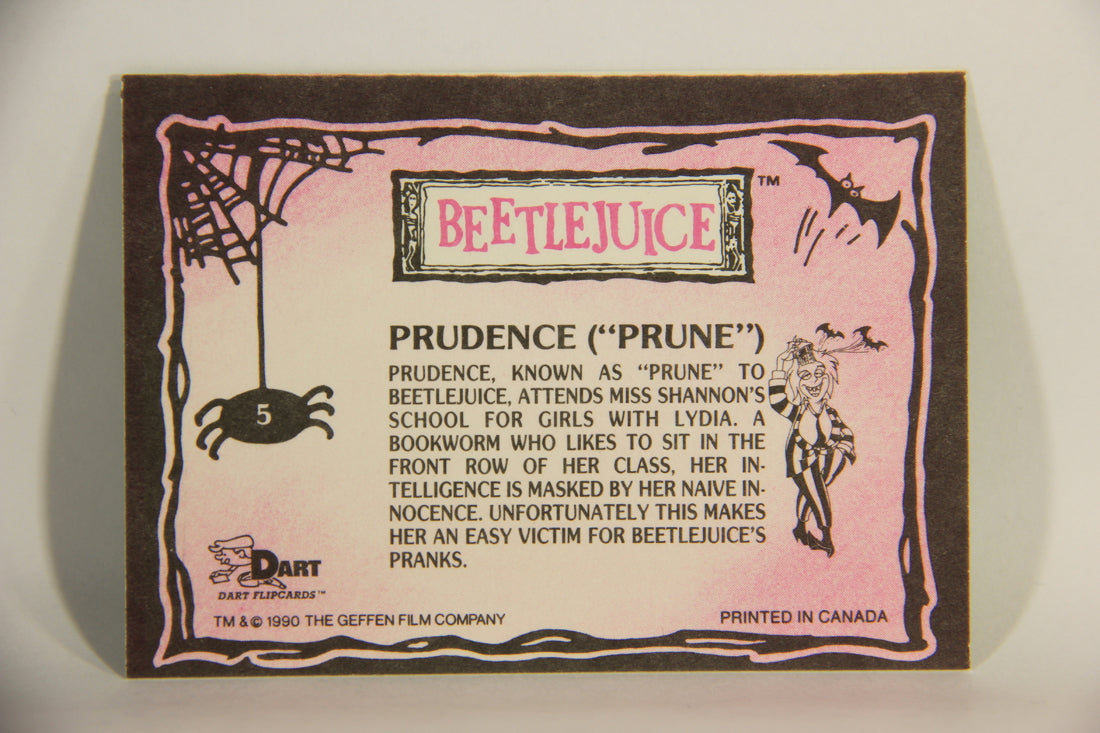 BEETLEJUICE™
PRUDENCE ("PRUNE")
PRUDENCE, KNOWN AS "PRUNE" TO
BEETLEJUICE, ATTENDS MISS SHANNON'S
SCHOOL FOR GIRLS WITH LYDIA. A
BOOKWORM WHO LIKES TO SIT IN THE
FRONT ROW OF HER CLASS, HER IN-
TELLIGENCE IS MASKED BY HER NAIVE IN-
NOCENCE. UNFORTUNATELY THIS MAKES
HER AN EASY VICTIM FOR BEETLEJUICE'S
PRANKS.
5
DART
DART FLIPCARDS™
TM & © 1990 THE GEFFEN FILM COMPANY
PRINTED IN CANADA